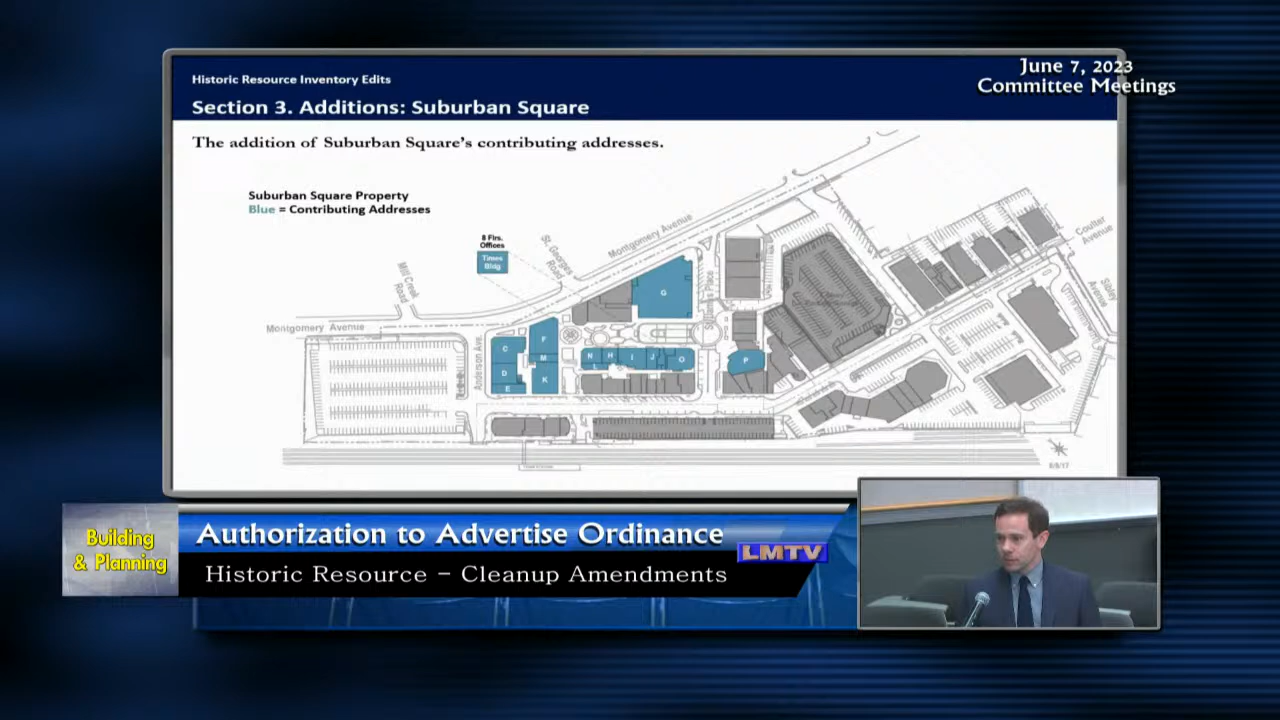 Historic Resource Inventory Edits
June 7, 2023
Committee Meetings
Section 3. Additions: Suburban Square
The addition of Suburban Square's contributing addresses.
Suburban Square Property
Blue = Contributing Addresses
8 Flrs.
Offices
Times
Bldg
St. Georges
Road
Montgomery Avenue
Coulter
Avenue
Mill Creek
Road
Sibley
Avenue
Montgomery Avenue
Anderson Ave.
Place
G
C
F
M
D
K
E
N
H
I
J
O
L
P
Building
& Planning
Authorization to Advertise Ordinance
Historic Resource – Cleanup Amendments
LMTV